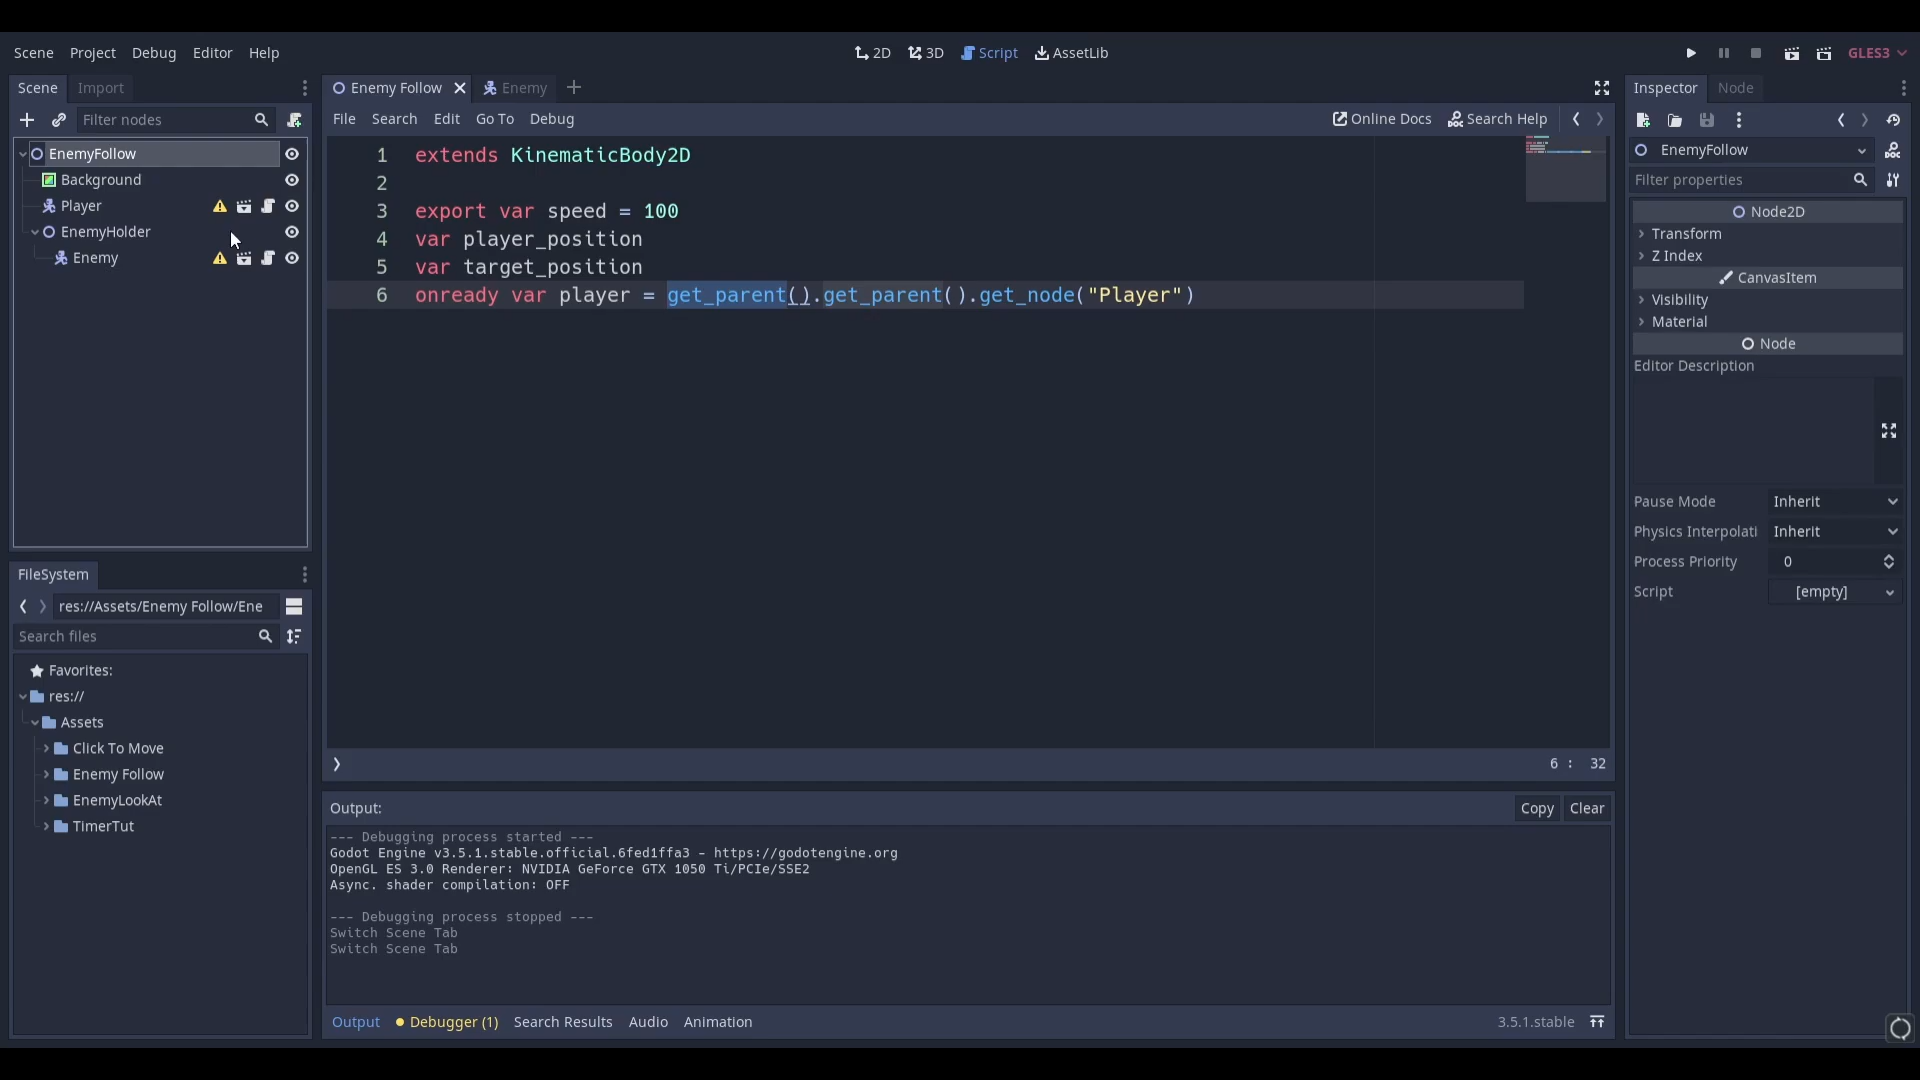 Scene Project Debug Editor Help
2D 3D Script AssetLib
GLES3
Scene Import
Filter nodes
EnemyFollow
Background
Player
EnemyHolder
Enemy
FileSystem
res://Assets/Enemy Follow/Ene
Search files
Favorites:
res://
Assets
Click To Move
Enemy Follow
EnemyLookAt
TimerTut
Enemy Follow Enemy
File Search Edit Go To Debug
Online Docs Search Help
1 extends KinematicBody2D
2
3 export var speed = 100
4 var player_position
5 var target_position
6 onready var player = get_parent().get_parent().get_node("Player")
6 : 32
Output:
Copy Clear
--- Debugging process started ---
Godot Engine v3.5.1.stable.official.6fed1ffa3 - https://godotengine.org
OpenGL ES 3.0 Renderer: NVIDIA GeForce GTX 1050 Ti/PCIe/SSE2
Async. shader compilation: OFF
--- Debugging process stopped ---
Switch Scene Tab
Switch Scene Tab
Output Debugger (1) Search Results Audio Animation
3.5.1.stable
Inspector Node
EnemyFollow
Filter properties
Node2D
Transform
Z Index
CanvasItem
Visibility
Material
Node
Editor Description
Pause Mode Inherit
Physics Interpolati Inherit
Process Priority 0
Script [empty]